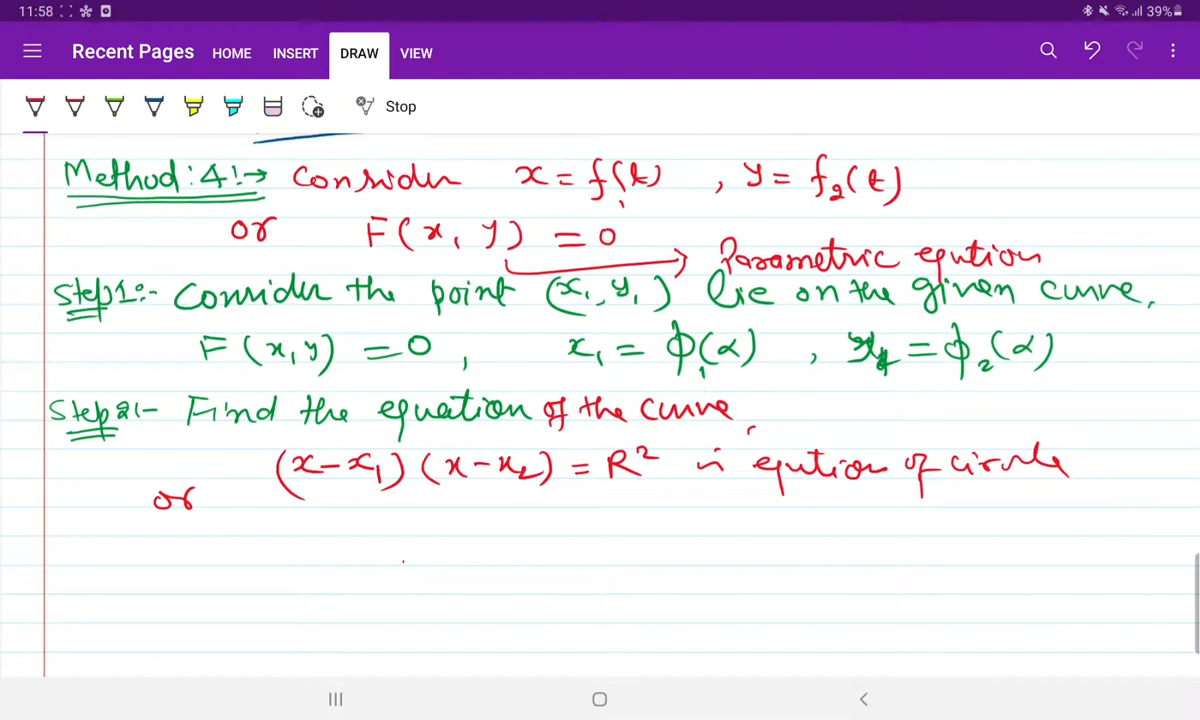 11:58 39%
Recent Pages HOME INSERT DRAW VIEW
Stop
Method:4:→ Consider x = f₁(t) , y = f₂(t)
or F(x, y) = 0
Parametric eqution
Step1:- Consider the point (x₁, y₁) lie on the given curve.
F(x, y) = 0 , x₁ = ϕ₁(α) , y₁ = ϕ₂(α)
Step2:- Find the equation of the curve,
(x-x₁)(x-x₂) = R² is eqution of circle
or